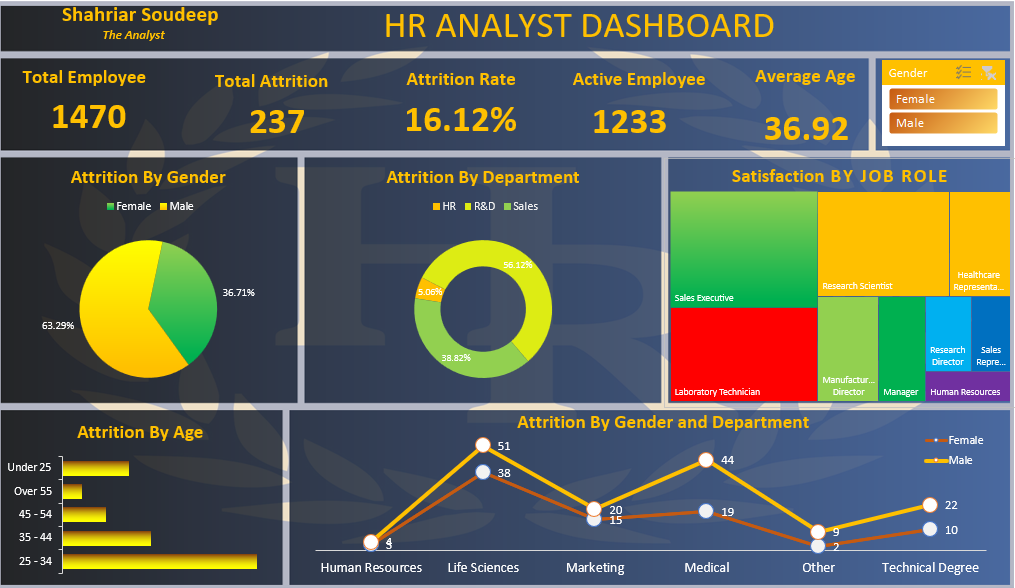 Shahriar Soudeep
The Analyst
HR ANALYST DASHBOARD
Total Employee
1470
Total Attrition
237
Attrition Rate
16.12%
Active Employee
1233
Average Age
36.92
Gender
Female
Male
Attrition By Gender
Female Male
36.71%
63.29%
Attrition By Department
HR R&D Sales
56.12%
5.06%
38.82%
Satisfaction BY JOB ROLE
Sales Executive
Research Scientist
Healthcare
Representa...
Laboratory Technician
Manufactur...
Director
Manager
Research
Director
Sales
Repre...
Human Resources
Attrition By Age
Under 25
Over 55
45 - 54
35 - 44
25 - 34
Attrition By Gender and Department
Female
Male
51
38
44
19
20
15
22
10
9
2
4
3
Human Resources Life Sciences Marketing Medical Other Technical Degree
HR